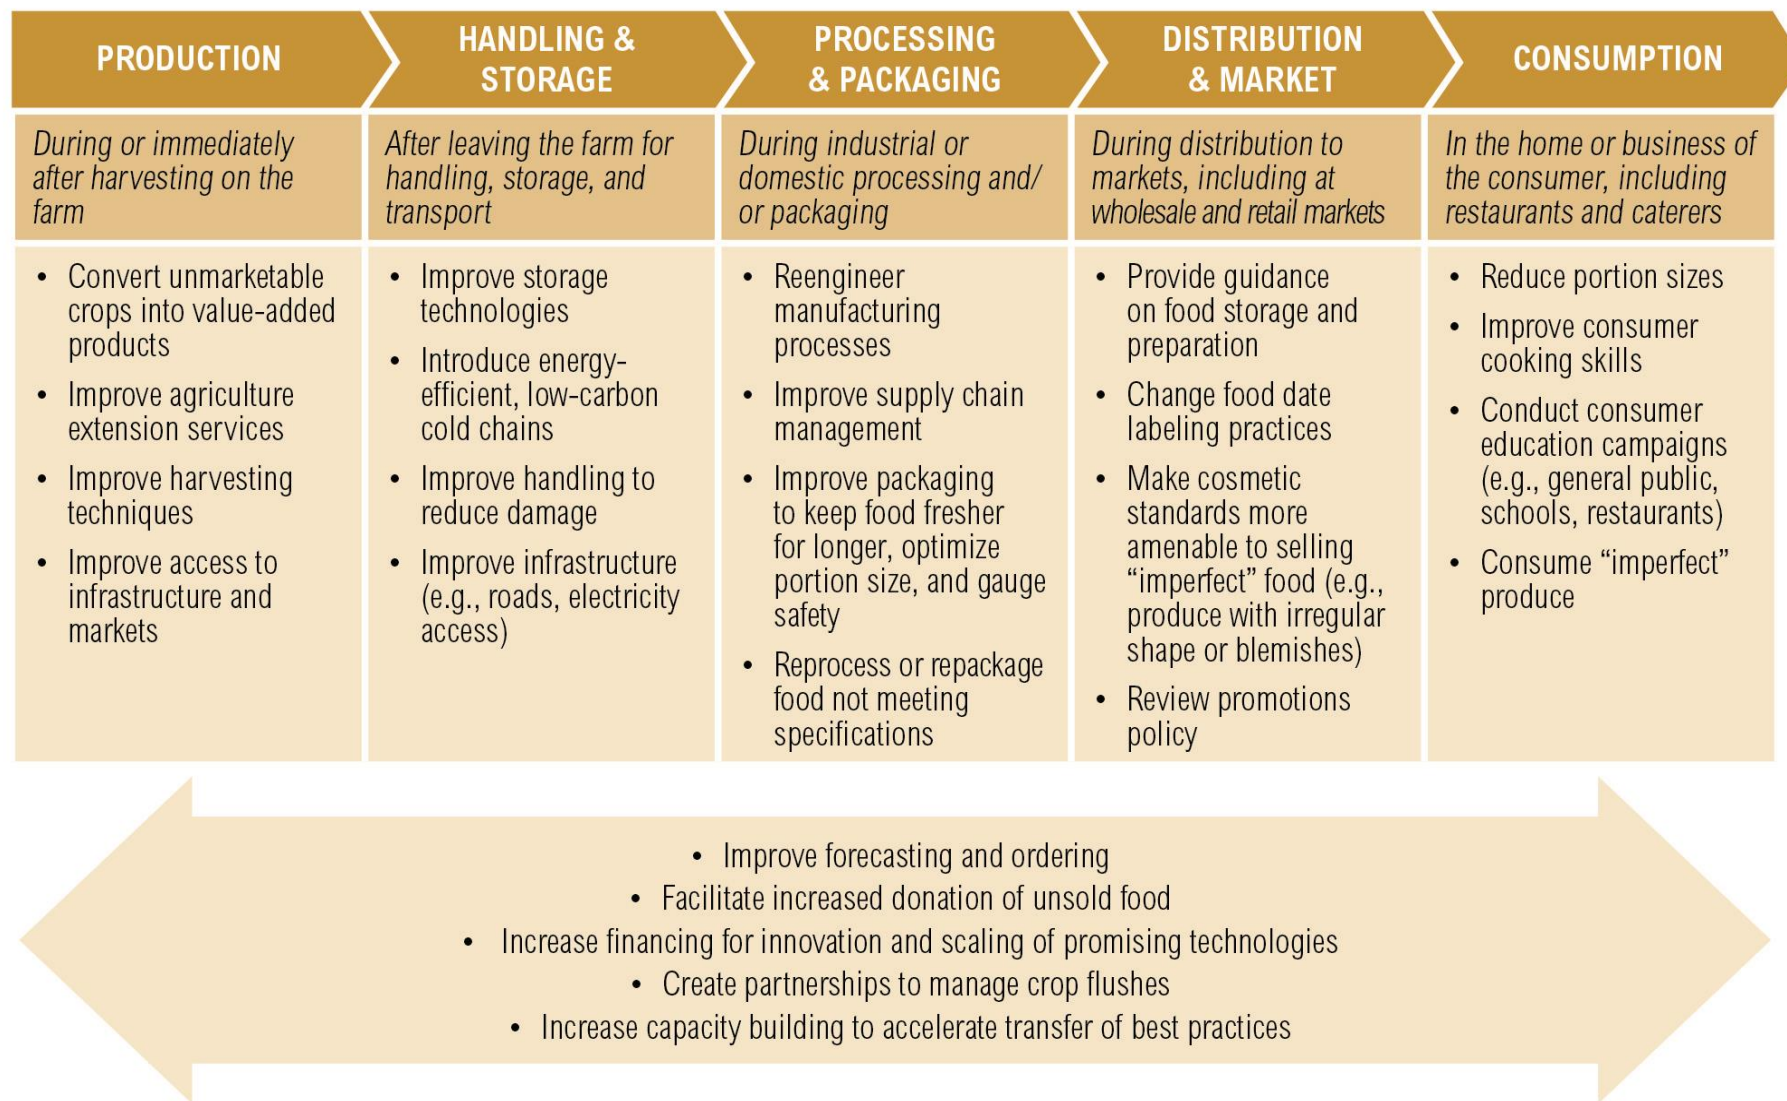 PRODUCTION
HANDLING &
STORAGE
PROCESSING
& PACKAGING
DISTRIBUTION
& MARKET
CONSUMPTION
During or immediately
after harvesting on the
farm
After leaving the farm for
handling, storage, and
transport
During industrial or
domestic processing and/
or packaging
During distribution to
markets, including at
wholesale and retail markets
In the home or business of
the consumer, including
restaurants and caterers
• Convert unmarketable
crops into value-added
products
• Improve agriculture
extension services
• Improve harvesting
techniques
• Improve access to
infrastructure and
markets
• Improve storage
technologies
• Introduce energy-
efficient, low-carbon
cold chains
• Improve handling to
reduce damage
• Improve infrastructure
(e.g., roads, electricity
access)
• Reengineer
manufacturing
processes
• Improve supply chain
management
• Improve packaging
to keep food fresher
for longer, optimize
portion size, and gauge
safety
• Reprocess or repackage
food not meeting
specifications
• Provide guidance
on food storage and
preparation
• Change food date
labeling practices
• Make cosmetic
standards more
amenable to selling
“imperfect” food (e.g.,
produce with irregular
shape or blemishes)
• Review promotions
policy
• Reduce portion sizes
• Improve consumer
cooking skills
• Conduct consumer
education campaigns
(e.g., general public,
schools, restaurants)
• Consume “imperfect”
produce
• Improve forecasting and ordering
• Facilitate increased donation of unsold food
• Increase financing for innovation and scaling of promising technologies
• Create partnerships to manage crop flushes
• Increase capacity building to accelerate transfer of best practices